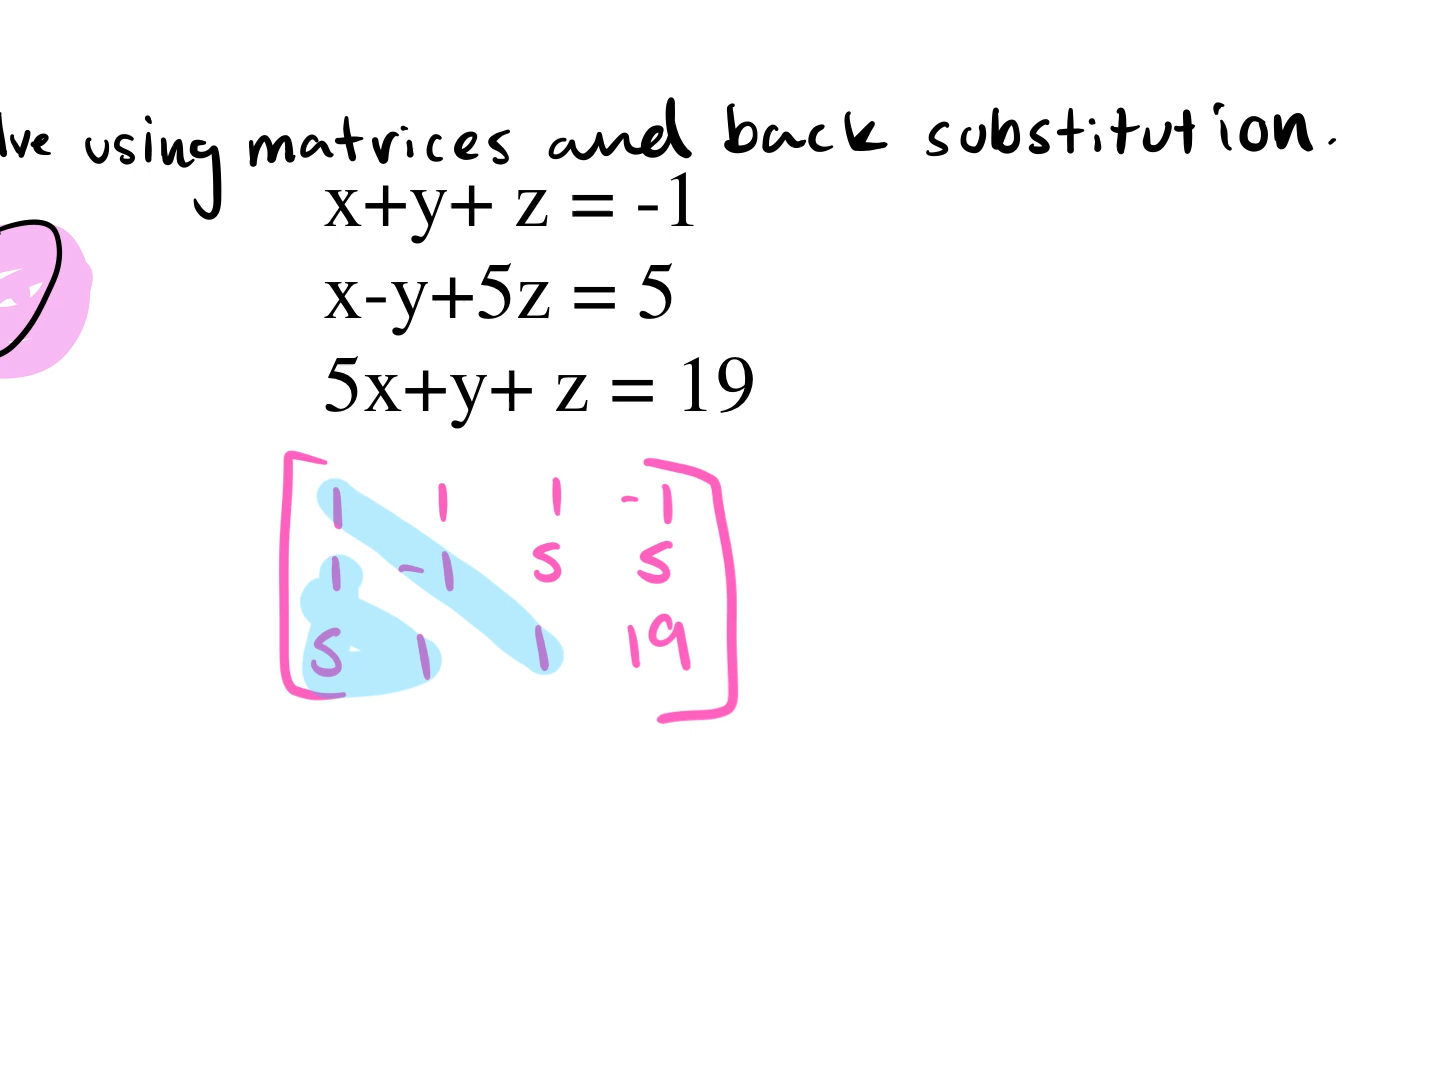 lve using matrices and back substitution.
x+y+ z = -1
x-y+5z = 5
5x+y+ z = 19
1 1 1 -1
1 -1 5 5
5 1 1 19